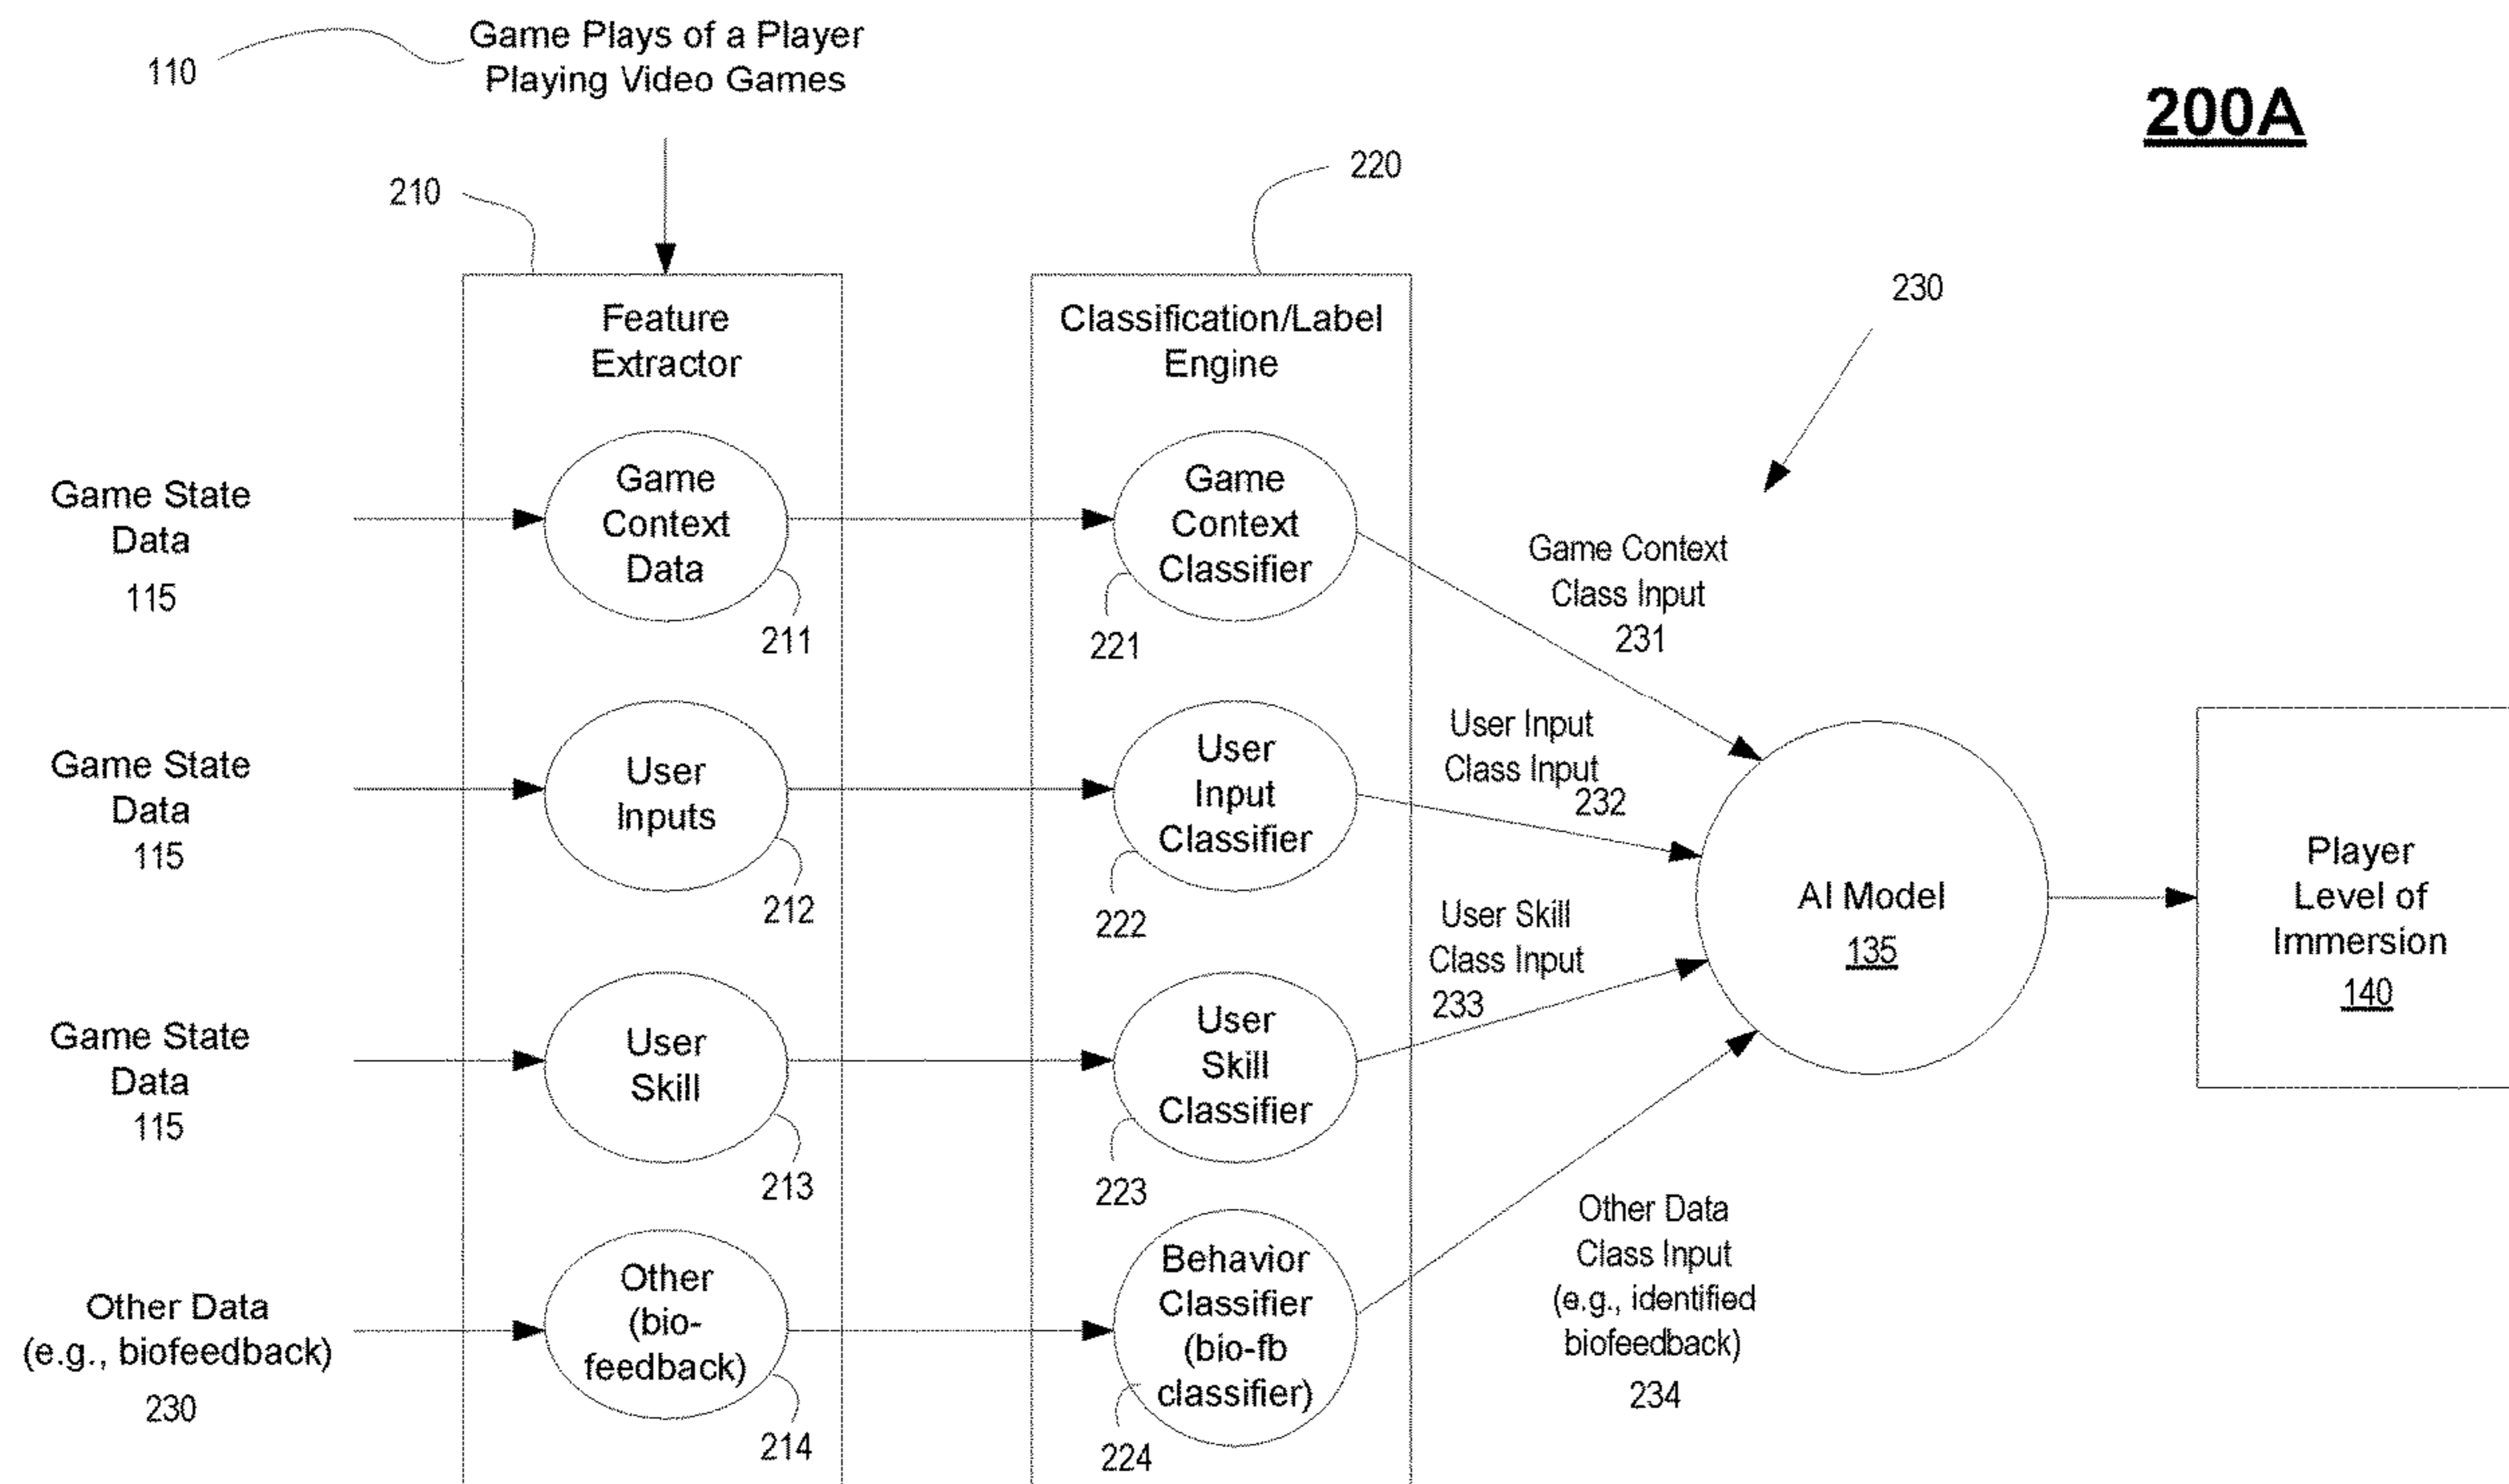 110
Game Plays of a Player
Playing Video Games
200A
210
220
230
Feature
Extractor
Classification/Label
Engine
Game State
Data
115
Game
Context
Data
211
Game
Context
Classifier
221
Game Context
Class Input
231
Game State
Data
115
User
Inputs
212
User
Input
Classifier
222
User Input
Class Input
232
Game State
Data
115
User
Skill
213
User
Skill
Classifier
223
User Skill
Class Input
233
AI Model
135
Player
Level of
Immersion
140
Other Data
(e.g., biofeedback)
230
Other
(bio-
feedback)
214
Behavior
Classifier
(bio-fb
classifier)
224
Other Data
Class Input
(e.g., identified
biofeedback)
234